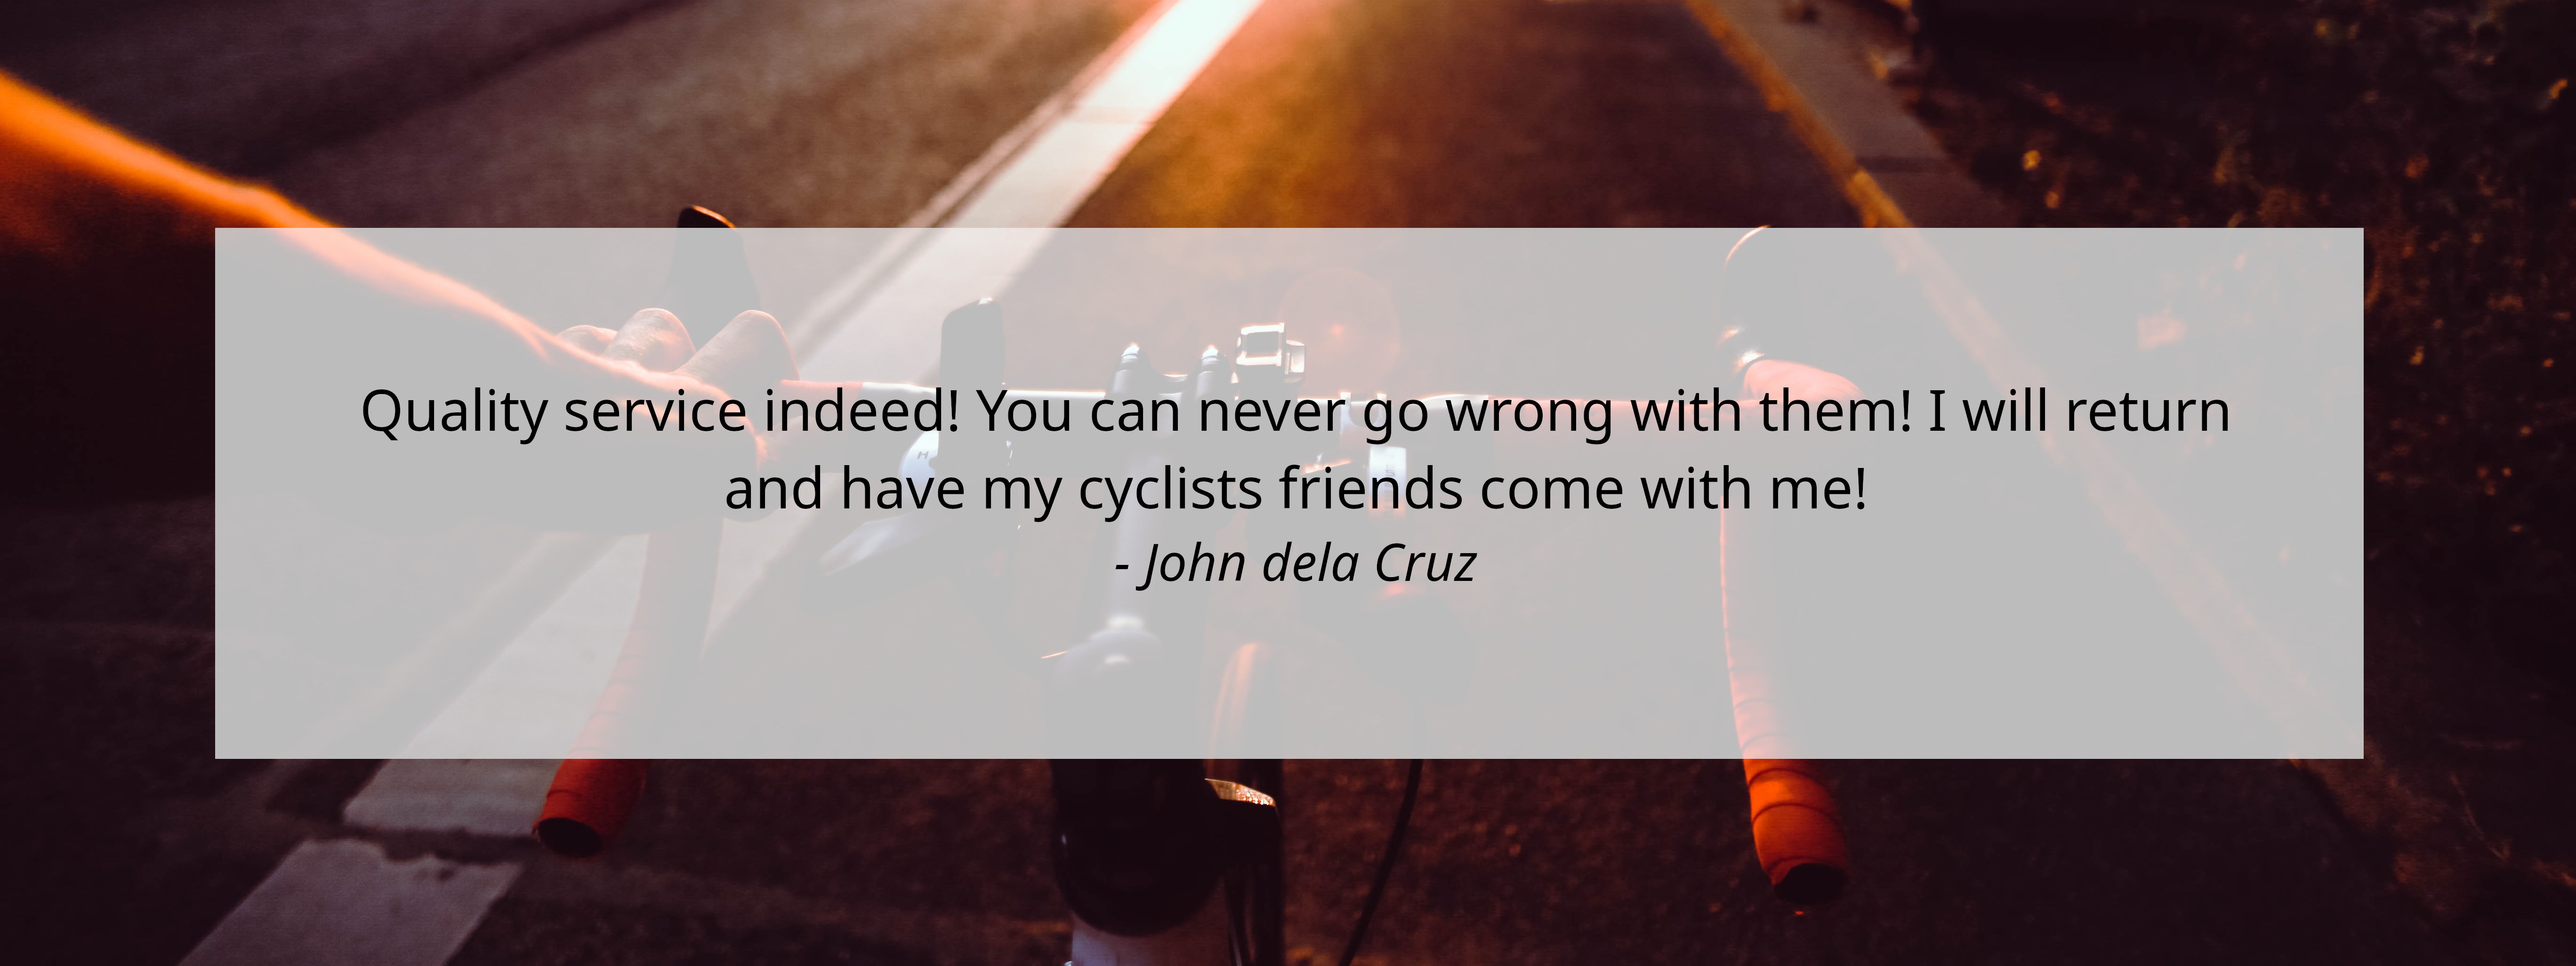 Quality service indeed! You can never go wrong with them! I will return
and have my cyclists friends come with me!
- John dela Cruz